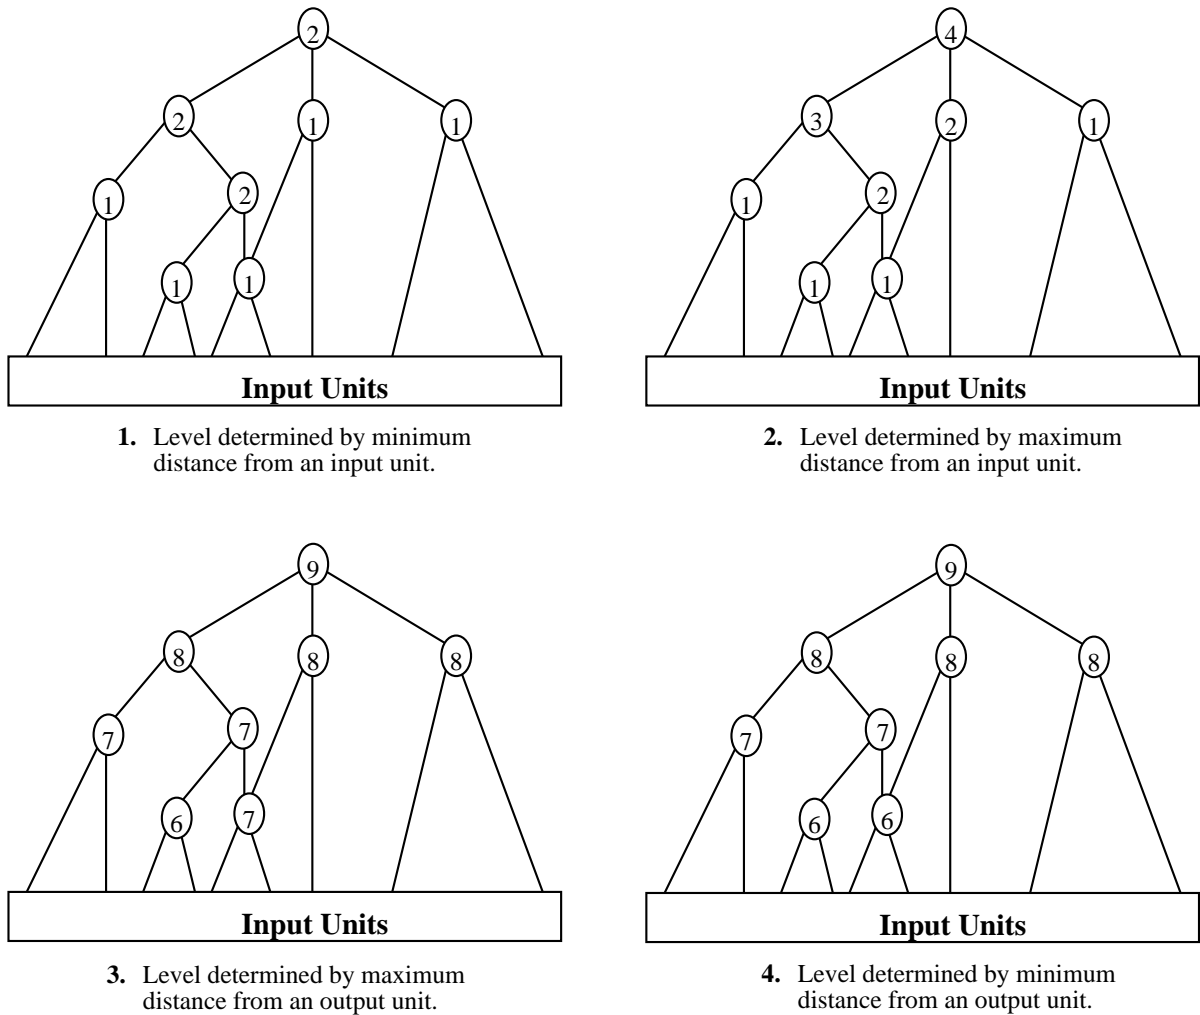 2
2
1
1
1
2
1
1
Input Units
1. Level determined by minimum
distance from an input unit.
4
3
2
1
1
2
1
1
Input Units
2. Level determined by maximum
distance from an input unit.
9
8
8
8
7
7
6
7
Input Units
3. Level determined by maximum
distance from an output unit.
9
8
8
8
7
7
6
6
Input Units
4. Level determined by minimum
distance from an output unit.